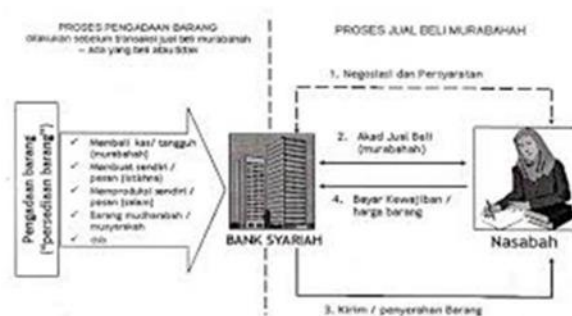 PROSES PENGADAAN BARANG
dilakukan sebelum transaksi jual beli murabahah
– ada yang beli atau tidak
PROSES JUAL BELI MURABAHAH
Pengadaan barang
("persediaan barang")
✓ Membeli kas/ tangguh
(murabahah)
✓ Membuat sendiri /
pesan (istishna)
✓ Memproduksi sendiri /
pesan (salam)
✓ Barang mudharabah /
musyarakah
✓ dsb
BANK SYARIAH
1. Negosiasi dan Persyaratan
2. Akad Jual Beli
(murabahah)
4. Bayar Kewajiban /
harga barang
Nasabah
3. Kirim / penyerahan Barang